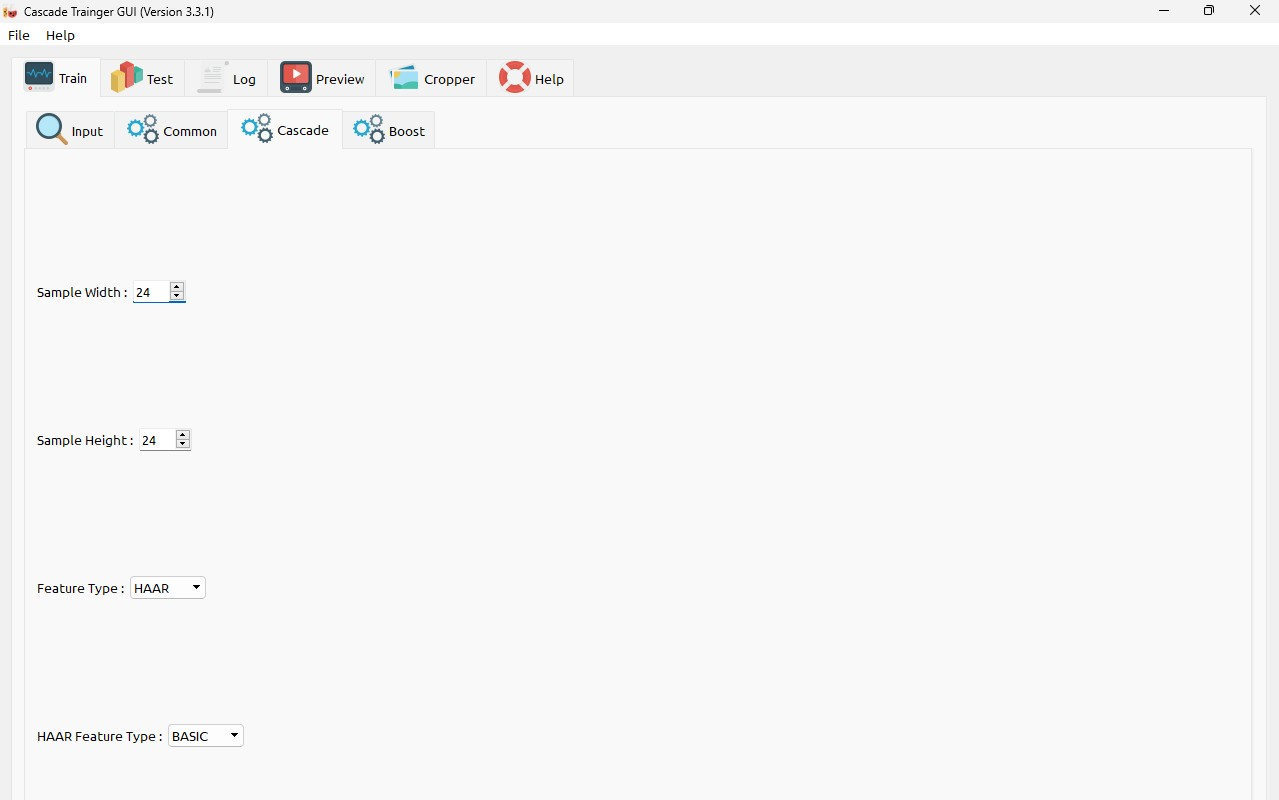 Cascade Trainger GUI (Version 3.3.1)
File Help
Train Test Log Preview Cropper Help
Input Common Cascade Boost
Sample Width : 24
Sample Height : 24
Feature Type : HAAR
HAAR Feature Type : BASIC